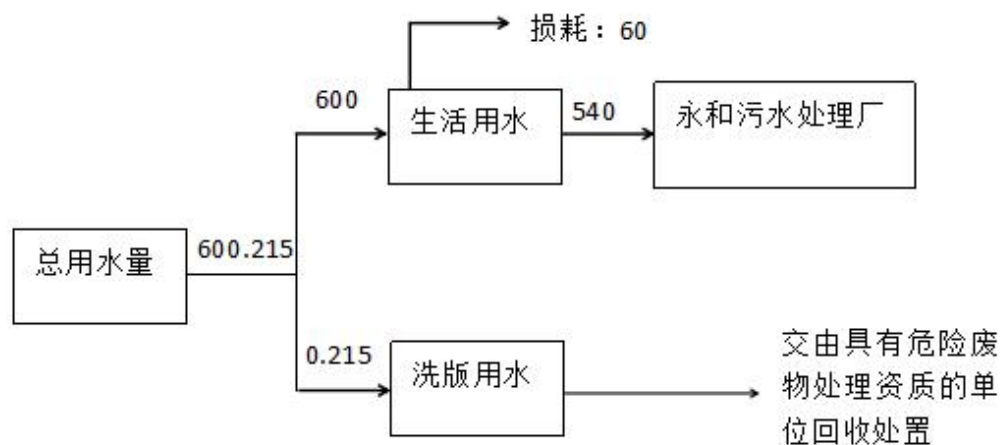 损耗：60
600
生活用水
540
永和污水处理厂
总用水量
600.215
0.215
洗版用水
交由具有危险废
物处理资质的单
位回收处置